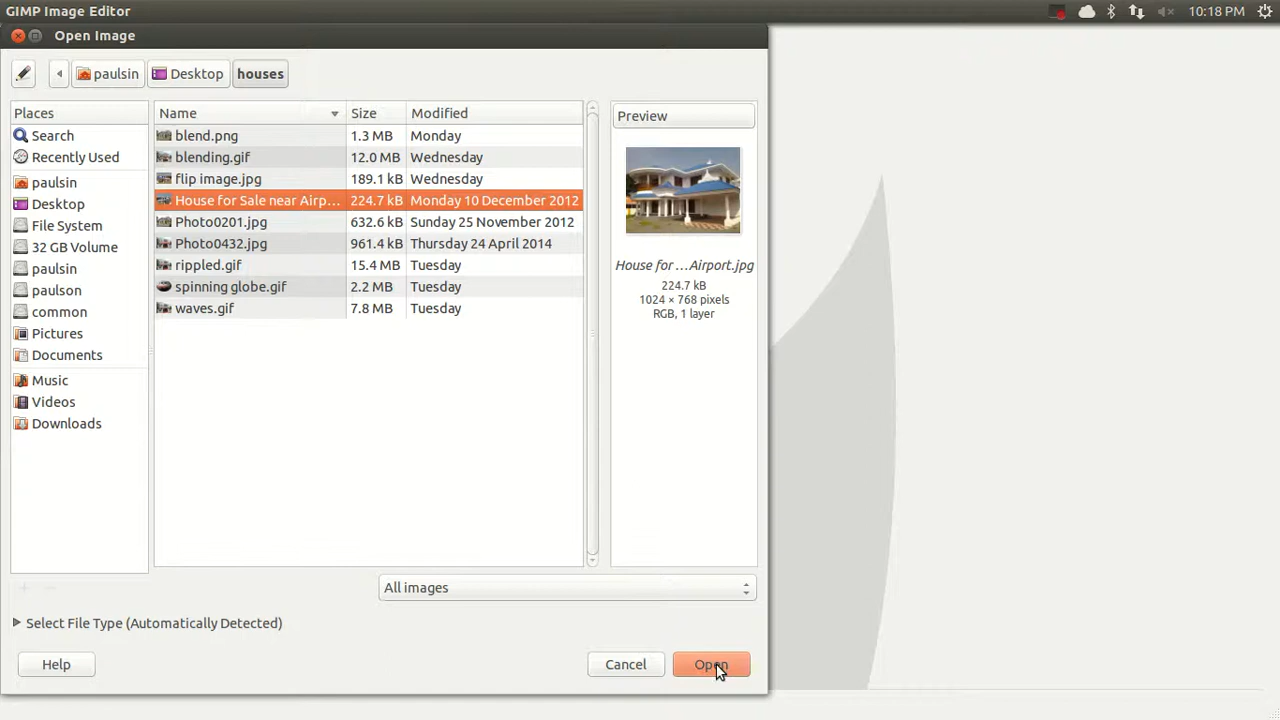 GIMP Image Editor
10:18 PM
Open Image
paulsin
Desktop
houses
Places
Search
Recently Used
paulsin
Desktop
File System
32 GB Volume
paulsin
paulson
common
Pictures
Documents
Music
Videos
Downloads
Name Size Modified
blend.png 1.3 MB Monday
blending.gif 12.0 MB Wednesday
flip image.jpg 189.1 kB Wednesday
House for Sale near Airp... 224.7 kB Monday 10 December 2012
Photo0201.jpg 632.6 kB Sunday 25 November 2012
Photo0432.jpg 961.4 kB Thursday 24 April 2014
rippled.gif 15.4 MB Tuesday
spinning globe.gif 2.2 MB Tuesday
waves.gif 7.8 MB Tuesday
Preview
House for ...Airport.jpg
224.7 kB
1024 × 768 pixels
RGB, 1 layer
All images
Select File Type (Automatically Detected)
Help
Cancel
Open